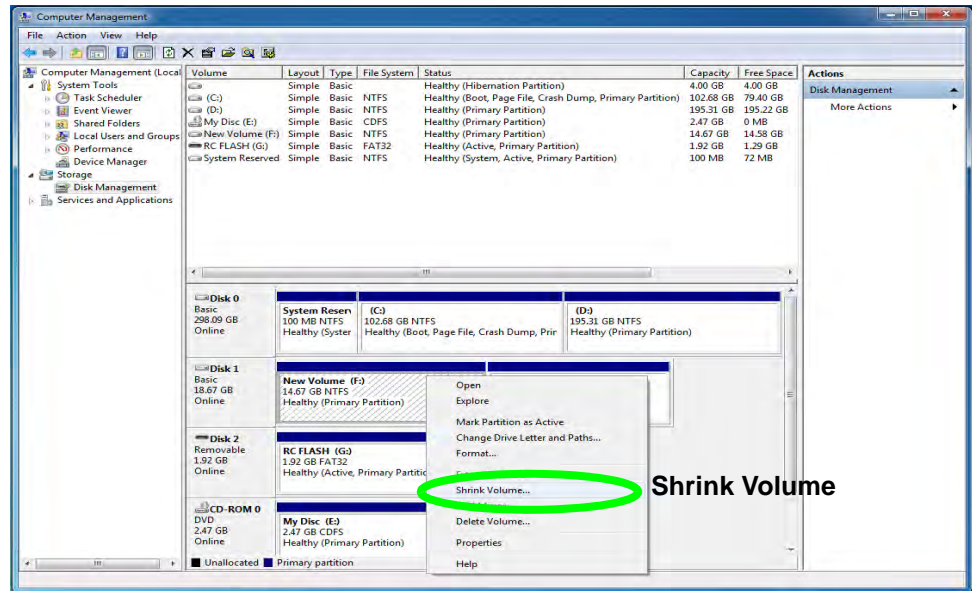 Computer Management
File Action View Help
Computer Management (Local
System Tools
Task Scheduler
Event Viewer
Shared Folders
Local Users and Groups
Performance
Device Manager
Storage
Disk Management
Services and Applications
Volume Layout Type File System Status Capacity Free Space
Simple Basic Healthy (Hibernation Partition) 4.00 GB 4.00 GB
(C:) Simple Basic NTFS Healthy (Boot, Page File, Crash Dump, Primary Partition) 102.68 GB 79.40 GB
(D:) Simple Basic NTFS Healthy (Primary Partition) 195.31 GB 195.22 GB
My Disc (E:) Simple Basic CDFS Healthy (Primary Partition) 2.47 GB 0 MB
New Volume (F:) Simple Basic NTFS Healthy (Primary Partition) 14.67 GB 14.58 GB
RC FLASH (G:) Simple Basic FAT32 Healthy (Active, Primary Partition) 1.92 GB 1.29 GB
System Reserved Simple Basic NTFS Healthy (System, Active, Primary Partition) 100 MB 72 MB
Actions
Disk Management
More Actions
Disk 0
Basic
298.09 GB
Online
System Reserv
100 MB NTFS
Healthy (Syster
(C:)
102.68 GB NTFS
Healthy (Boot, Page File, Crash Dump, Prir
(D:)
195.31 GB NTFS
Healthy (Primary Partition)
Disk 1
Basic
18.67 GB
Online
New Volume (F:)
14.67 GB NTFS
Healthy (Primary Partition)
Disk 2
Removable
1.92 GB
Online
RC FLASH (G:)
1.92 GB FAT32
Healthy (Active, Primary Partitic
CD-ROM 0
DVD
2.47 GB
Online
My Disc (E:)
2.47 GB CDFS
Healthy (Primary Partition)
Unallocated Primary partition
Open
Explore
Mark Partition as Active
Change Drive Letter and Paths...
Format...
Shrink Volume...
Delete Volume...
Properties
Help
Shrink Volume